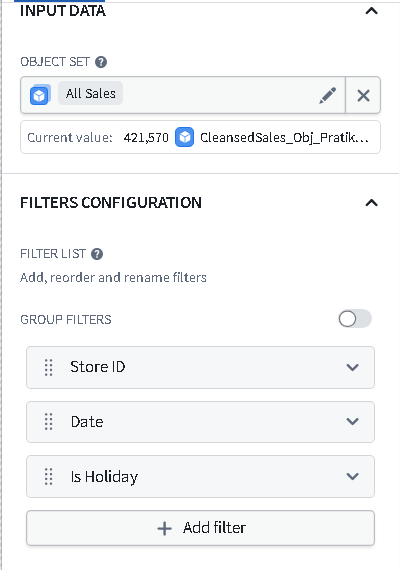 INPUT DATA
OBJECT SET
All Sales
Current value: 421,570 CleansedSales_Obj_Pratik...
FILTERS CONFIGURATION
FILTER LIST
Add, reorder and rename filters
GROUP FILTERS
Store ID
Date
Is Holiday
Add filter